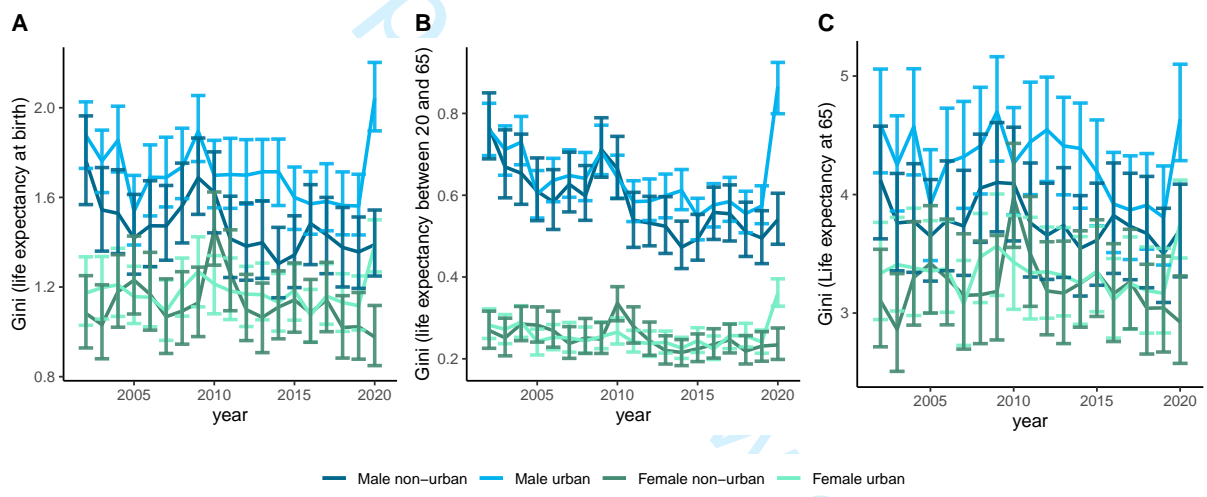 A
B
C
Gini (life expectancy at birth)
2.0
1.6
1.2
0.8
2005
2010
2015
2020
year
Gini (life expectancy between 20 and 65)
0.8
0.6
0.4
0.2
2005
2010
2015
2020
year
Gini (Life expectancy at 65)
5
4
3
2005
2010
2015
2020
year
Male non−urban
Male urban
Female non−urban
Female urban